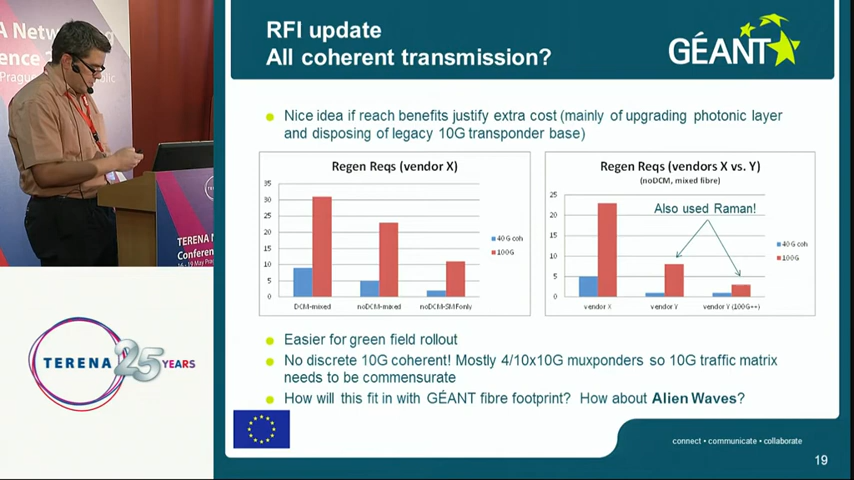 RFI update
All coherent transmission?
GÉANT
Nice idea if reach benefits justify extra cost (mainly of upgrading photonic layer
and disposing of legacy 10G transponder base)
Regen Reqs (vendor X)
35
30
25
20
15
10
5
0
DCM-mixed
noDCM-mixed
noDCM-SMFonly
40G coh
100G
Regen Reqs (vendors X vs. Y)
(noDCM, mixed fibre)
Also used Raman!
25
20
15
10
5
0
vendor X
vendor Y
vendor Y (100G++)
40G coh
100G
Easier for green field rollout
No discrete 10G coherent! Mostly 4/10x10G muxponders so 10G traffic matrix
needs to be commensurate
How will this fit in with GÉANT fibre footprint? How about Alien Waves?
connect • communicate • collaborate
19
TERENA
16 - 19 May
TERENA 25 YEARS